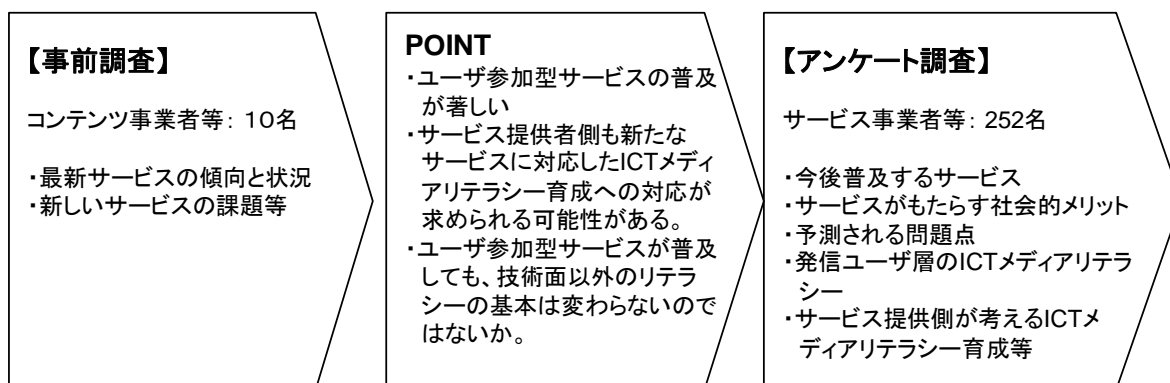 【事前調査】
コンテンツ事業者等: 10名
・最新サービスの傾向と状況
・新しいサービスの課題等
POINT
・ユーザ参加型サービスの普及
が著しい
・サービス提供者側も新たな
サービスに対応したICTメディ
アリテラシー育成への対応が
求められる可能性がある。
・ユーザ参加型サービスが普及
しても、技術面以外のリテラ
シーの基本は変わらないので
はないか。
【アンケート調査】
サービス事業者等: 252名
・今後普及するサービス
・サービスがもたらす社会的メリット
・予測される問題点
・発信ユーザ層のICTメディアリテラ
シー
・サービス提供側が考えるICTメ
ディアリテラシー育成等